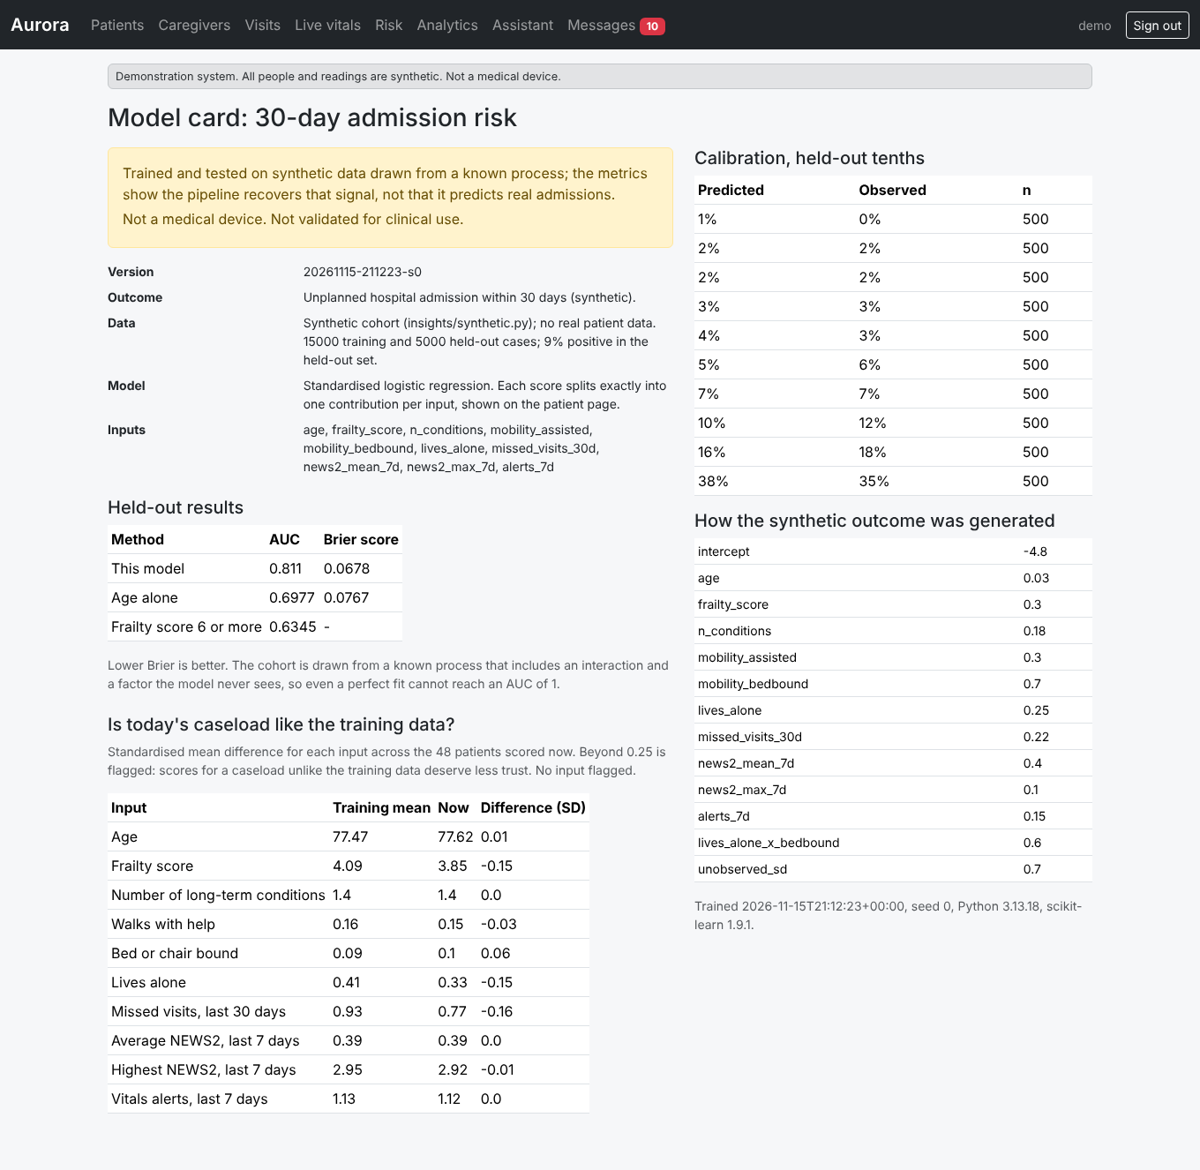 Aurora Patients Caregivers Visits Live vitals Risk Analytics Assistant Messages 10 demo Sign out
Demonstration system. All people and readings are synthetic. Not a medical device.
Model card: 30-day admission risk
Trained and tested on synthetic data drawn from a known process; the metrics
show the pipeline recovers that signal, not that it predicts real admissions.
Not a medical device. Not validated for clinical use.
Version 20261115-211223-s0
Outcome Unplanned hospital admission within 30 days (synthetic).
Data Synthetic cohort (insights/synthetic.py); no real patient data.
15000 training and 5000 held-out cases; 9% positive in the
held-out set.
Model Standardised logistic regression. Each score splits exactly into
one contribution per input, shown on the patient page.
Inputs age, frailty_score, n_conditions, mobility_assisted,
mobility_bedbound, lives_alone, missed_visits_30d,
news2_mean_7d, news2_max_7d, alerts_7d
Held-out results
Method AUC Brier score
This model 0.811 0.0678
Age alone 0.6977 0.0767
Frailty score 6 or more 0.6345 -
Lower Brier is better. The cohort is drawn from a known process that includes an interaction and
a factor the model never sees, so even a perfect fit cannot reach an AUC of 1.
Is today's caseload like the training data?
Standardised mean difference for each input across the 48 patients scored now. Beyond 0.25 is
flagged: scores for a caseload unlike the training data deserve less trust. No input flagged.
Input Training mean Now Difference (SD)
Age 77.47 77.62 0.01
Frailty score 4.09 3.85 -0.15
Number of long-term conditions 1.4 1.4 0.0
Walks with help 0.16 0.15 -0.03
Bed or chair bound 0.09 0.1 0.06
Lives alone 0.41 0.33 -0.15
Missed visits, last 30 days 0.93 0.77 -0.16
Average NEWS2, last 7 days 0.39 0.39 0.0
Highest NEWS2, last 7 days 2.95 2.92 -0.01
Vitals alerts, last 7 days 1.13 1.12 0.0
Calibration, held-out tenths
Predicted Observed n
1% 0% 500
2% 2% 500
2% 2% 500
3% 3% 500
4% 3% 500
5% 6% 500
7% 7% 500
10% 12% 500
16% 18% 500
38% 35% 500
How the synthetic outcome was generated
intercept -4.8
age 0.03
frailty_score 0.3
n_conditions 0.18
mobility_assisted 0.3
mobility_bedbound 0.7
lives_alone 0.25
missed_visits_30d 0.22
news2_mean_7d 0.4
news2_max_7d 0.1
alerts_7d 0.15
lives_alone_x_bedbound 0.6
unobserved_sd 0.7
Trained 2026-11-15T21:12:23+00:00, seed 0, Python 3.13.18, scikit-
learn 1.9.1.